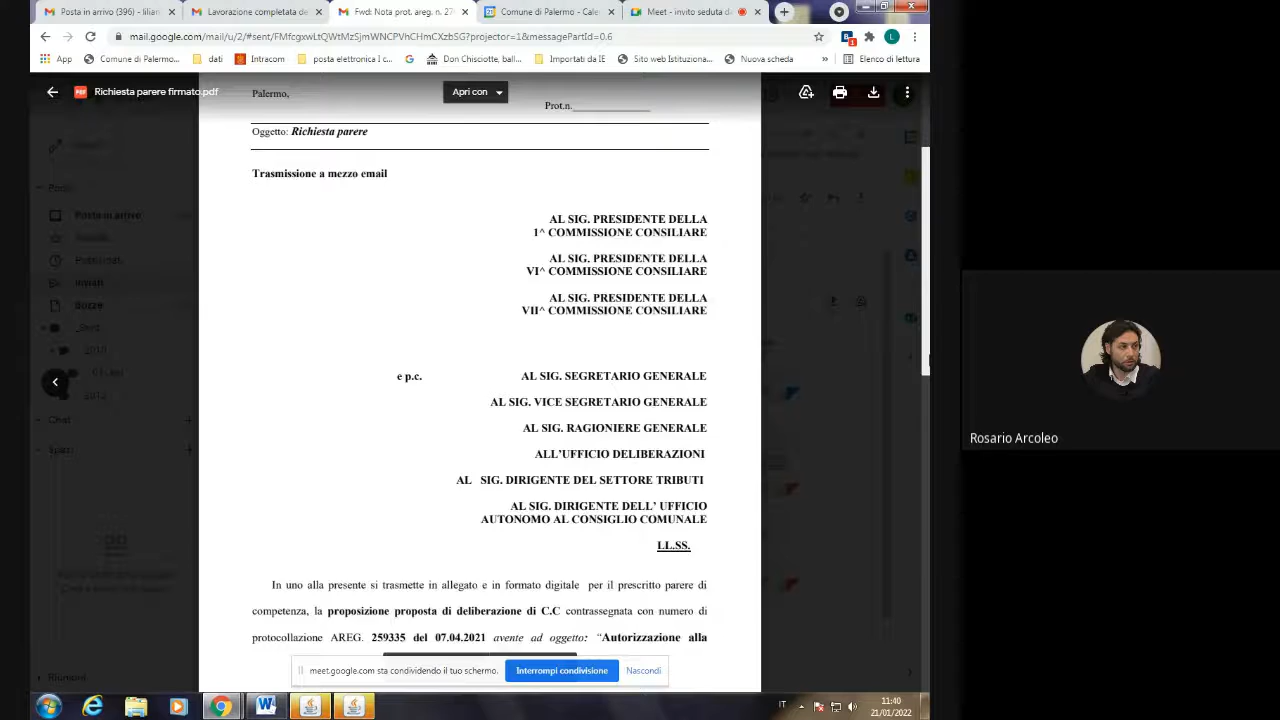 Posta in arrivo (396) - lilian
Lavorazione completata de
Fwd: Nota prot. areg. n. 27
Comune di Palermo - Cale
Meet - invito seduta d
mail.google.com/mail/u/2/#sent/FMfcgxwLtQWtMzSjmWNCPVhCHmCXzbSG?projector=1&messagePartId=0.6
App
Comune di Palermo...
dati
Intracom
posta elettronica I c...
Don Chisciotte, ball...
Importati da IE
Sito web Istituziona...
Nuova scheda
»
Elenco di lettura
Richiesta parere firmato.pdf
Apri con
Palermo,
Prot.n.______________
Oggetto: Richiesta parere
Trasmissione a mezzo email
AL SIG. PRESIDENTE DELLA
1^ COMMISSIONE CONSILIARE
AL SIG. PRESIDENTE DELLA
VI^ COMMISSIONE CONSILIARE
AL SIG. PRESIDENTE DELLA
VII^ COMMISSIONE CONSILIARE
e p.c. AL SIG. SEGRETARIO GENERALE
AL SIG. VICE SEGRETARIO GENERALE
AL SIG. RAGIONIERE GENERALE
ALL'UFFICIO DELIBERAZIONI
AL SIG. DIRIGENTE DEL SETTORE TRIBUTI
AL SIG. DIRIGENTE DELL' UFFICIO
AUTONOMO AL CONSIGLIO COMUNALE
LL.SS.
In uno alla presente si trasmette in allegato e in formato digitale per il prescritto parere di
competenza, la proposizione proposta di deliberazione di C.C contrassegnata con numero di
protocollazione AREG. 259335 del 07.04.2021 avente ad oggetto: "Autorizzazione alla
meet.google.com sta condividendo il tuo schermo.
Interrompi condivisione
Nascondi
Posta in arrivo
Inviati
Bozze
Chat
Rosario Arcoleo
IT
11:40
21/01/2022